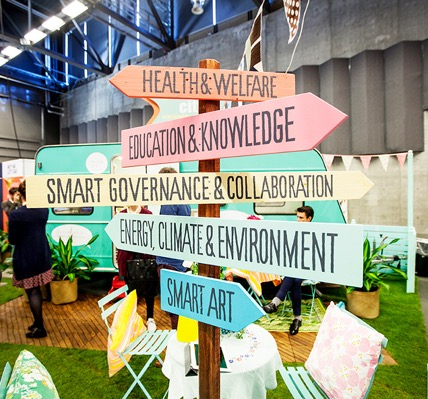 HEALTH & WELFARE
EDUCATION & KNOWLEDGE
SMART GOVERNANCE & COLLABORATION
ENERGY, CLIMATE & ENVIRONMENT
SMART ART